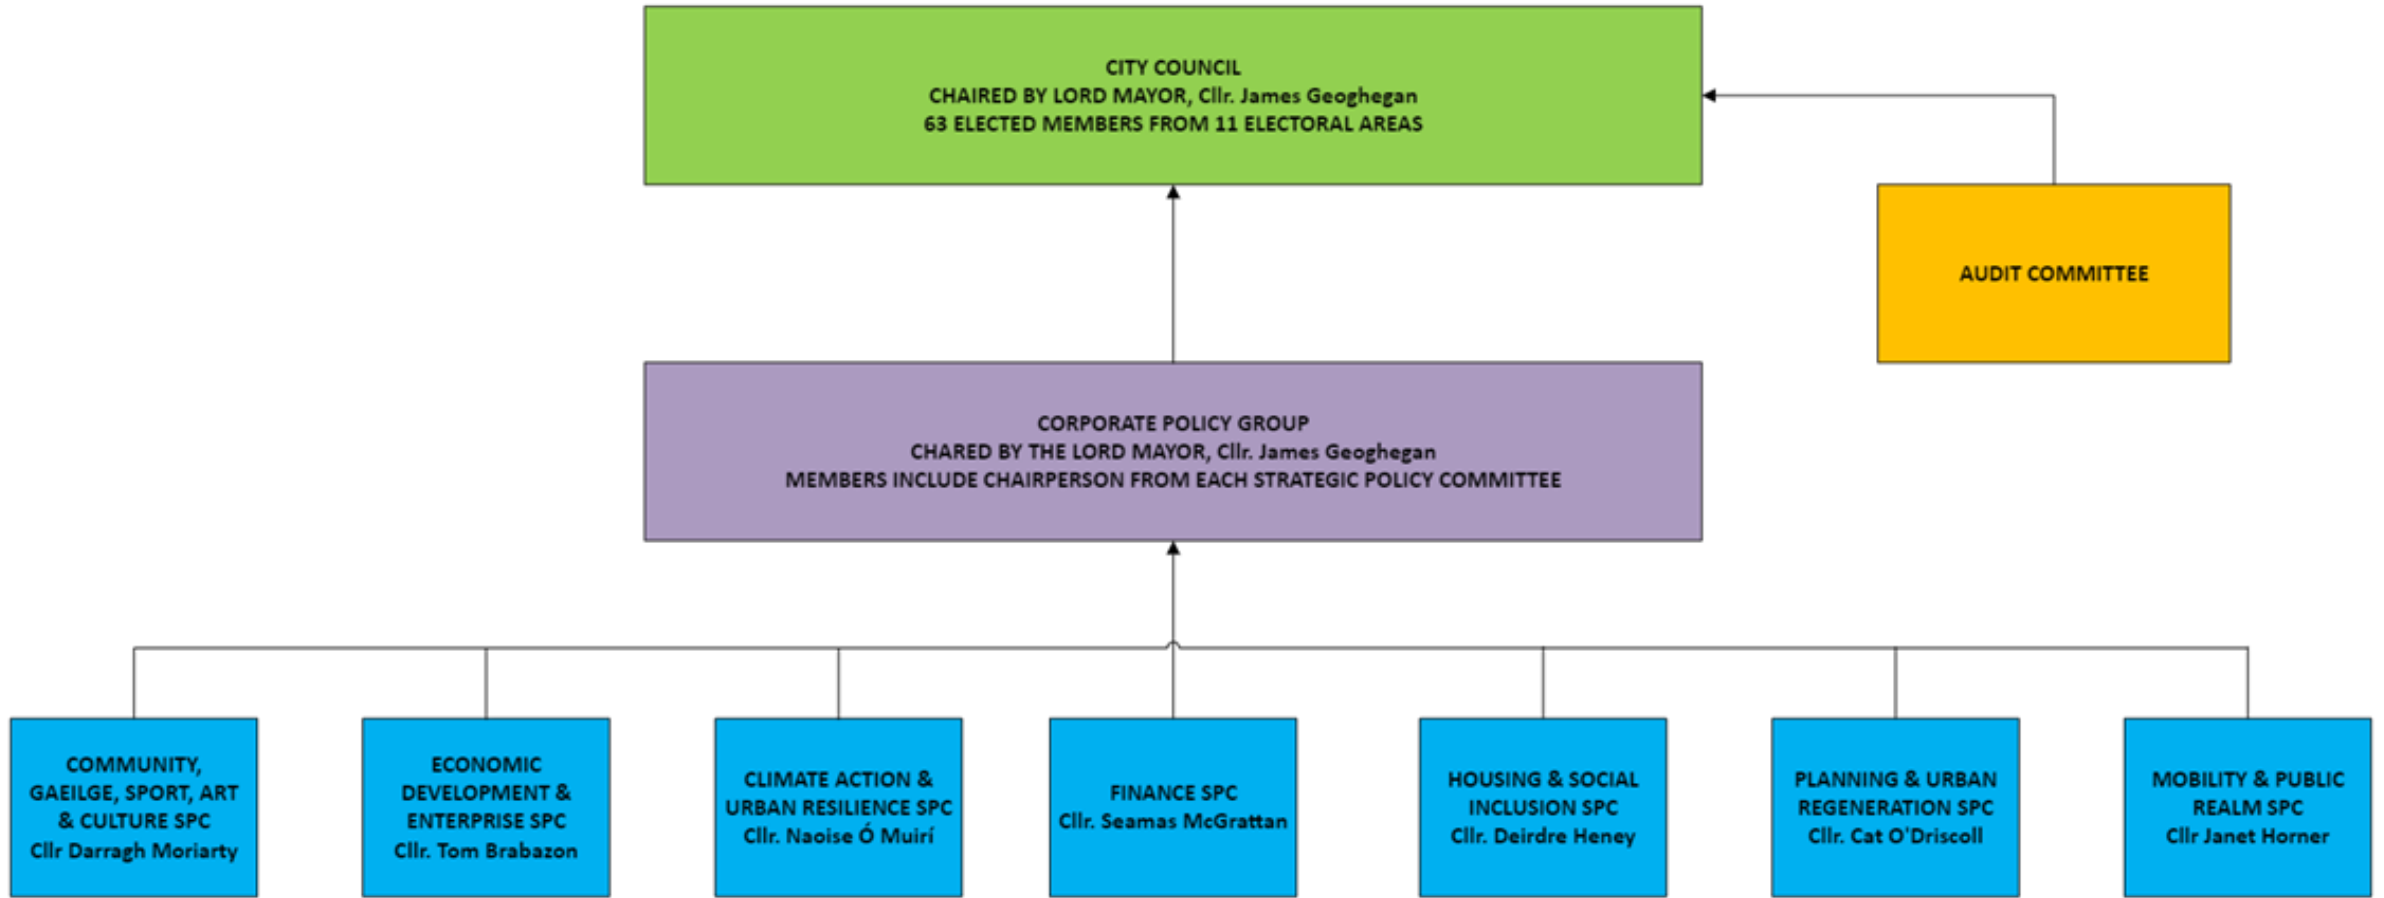 CITY COUNCIL
CHAIRED BY LORD MAYOR, Cllr. James Geoghegan
63 ELECTED MEMBERS FROM 11 ELECTORAL AREAS
AUDIT COMMITTEE
CORPORATE POLICY GROUP
CHARED BY THE LORD MAYOR, Cllr. James Geoghegan
MEMBERS INCLUDE CHAIRPERSON FROM EACH STRATEGIC POLICY COMMITTEE
COMMUNITY,
GAEILGE, SPORT, ART
& CULTURE SPC
Cllr Darragh Moriarty
ECONOMIC
DEVELOPMENT &
ENTERPRISE SPC
Cllr. Tom Brabazon
CLIMATE ACTION &
URBAN RESILIENCE SPC
Cllr. Naoise Ó Muirí
FINANCE SPC
Cllr. Seamas McGrattan
HOUSING & SOCIAL
INCLUSION SPC
Cllr. Deirdre Heney
PLANNING & URBAN
REGENERATION SPC
Cllr. Cat O'Driscoll
MOBILITY & PUBLIC
REALM SPC
Cllr Janet Horner